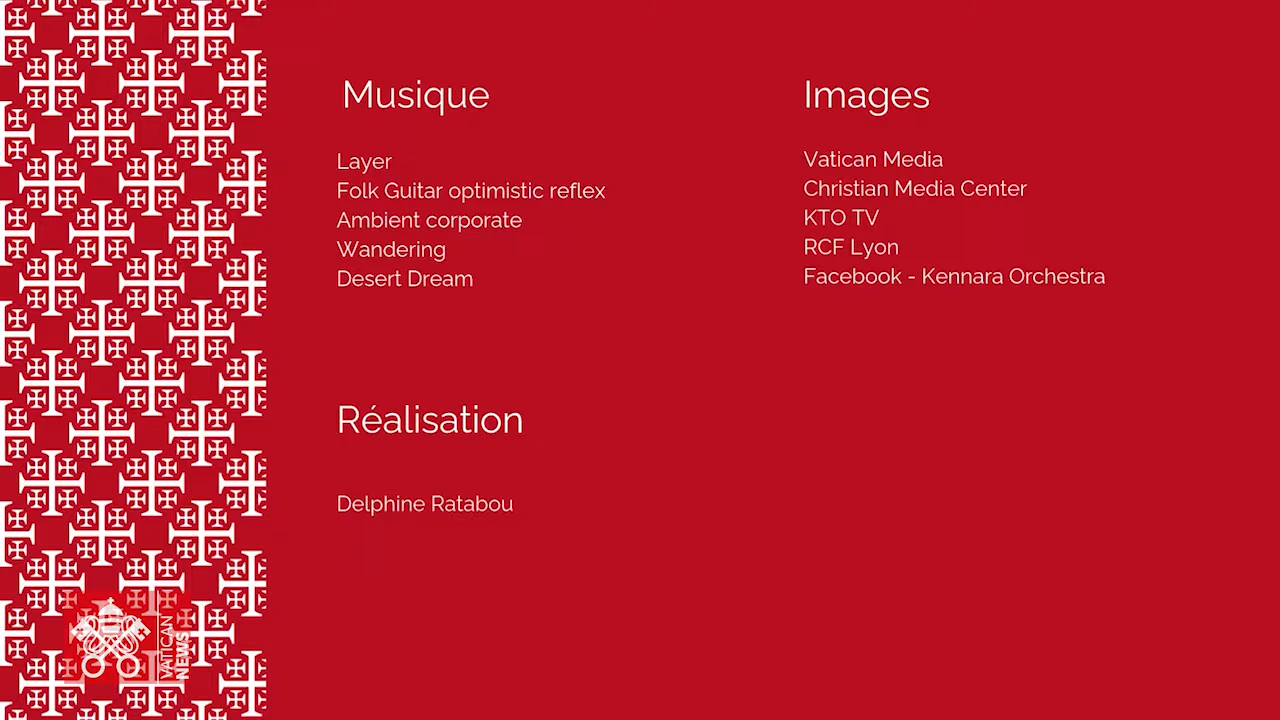 Musique
Layer
Folk Guitar optimistic reflex
Ambient corporate
Wandering
Desert Dream
Images
Vatican Media
Christian Media Center
KTO TV
RCF Lyon
Facebook - Kennara Orchestra
Réalisation
Delphine Ratabou
VATICAN
NEWS